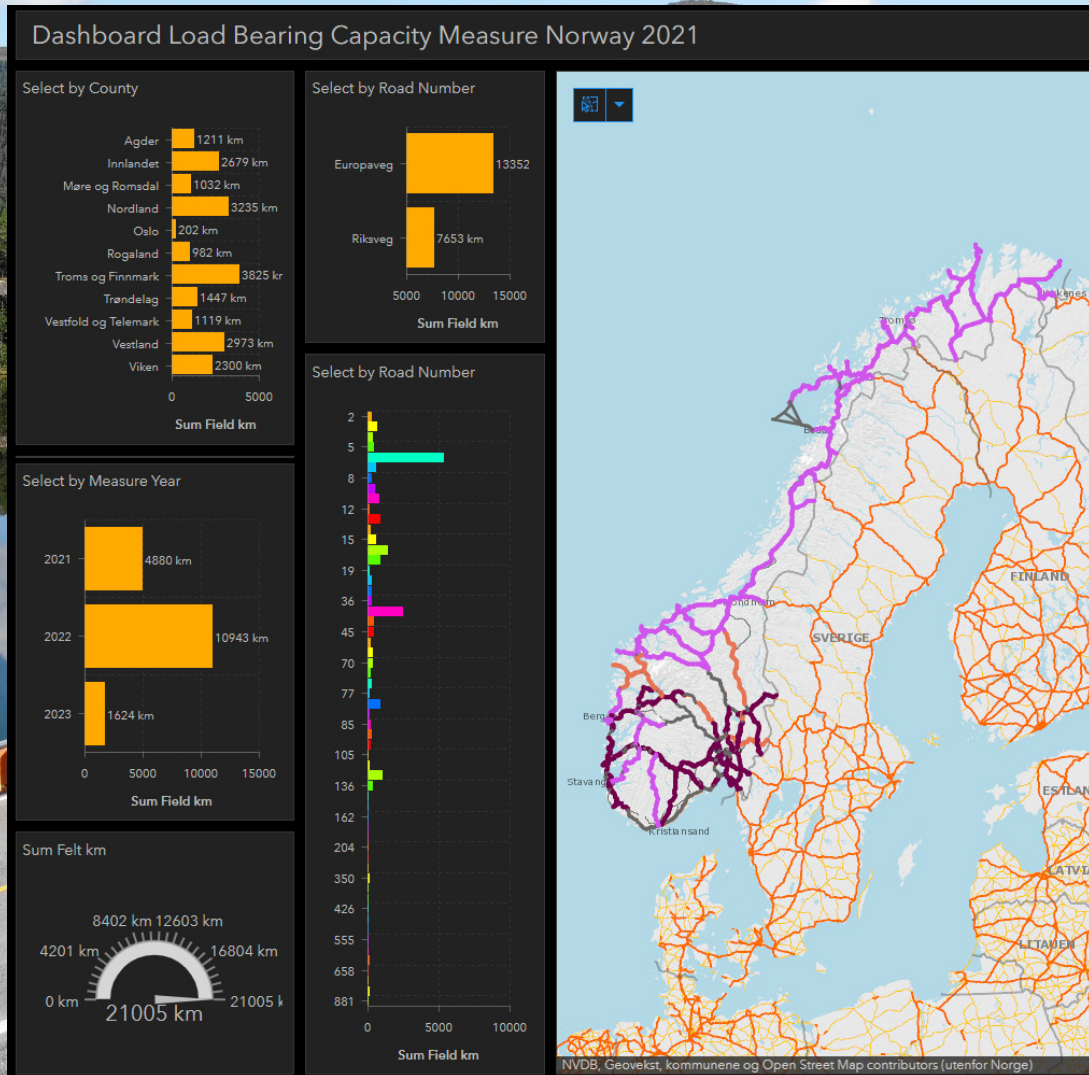 Dashboard Load Bearing Capacity Measure Norway 2021
Select by County
Agder 1211 km
Innlandet 2679 km
Møre og Romsdal 1032 km
Nordland 3235 km
Oslo 202 km
Rogaland 982 km
Troms og Finnmark 3825 kr
Trøndelag 1447 km
Vestfold og Telemark 1119 km
Vestland 2973 km
Viken 2300 km
0 5000
Sum Field km
Select by Measure Year
2021 4880 km
2022 10943 km
2023 1624 km
0 5000 10000 15000
Sum Field km
Sum Felt km
8402 km 12603 km
4201 km 16804 km
0 km 21005 k
21005 km
Select by Road Number
Europaveg 13352
Riksveg 7653 km
5000 10000 15000
Sum Field km
Select by Road Number
2
5
8
12
15
19
36
45
70
77
85
105
136
162
204
350
426
555
658
881
0 5000 10000
Sum Field km
FINLAND
SVERIGE
Berg
Stavang
Kristiansand
ESTLAN
LATVIA
LITAUEN
NVDB, Geovekst, kommunene og Open Street Map contributors (utenfor Norge)